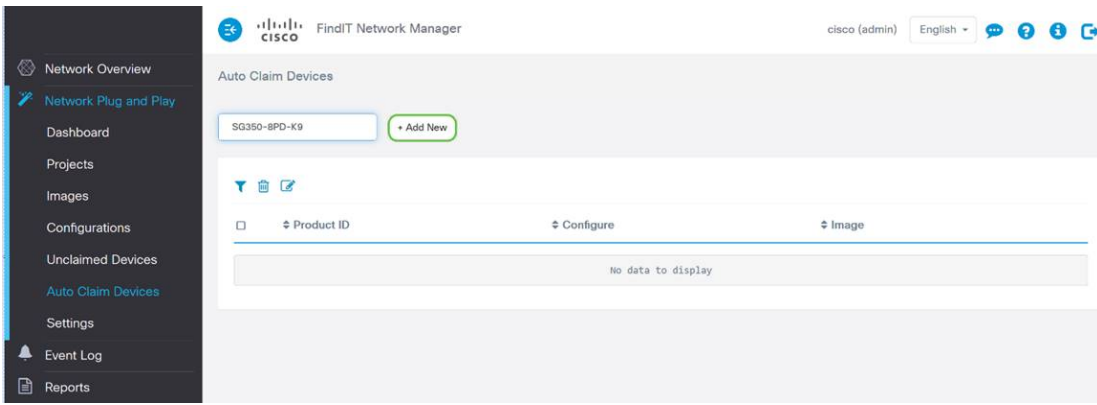 CISCO FindIT Network Manager cisco (admin) English
Network Overview
Auto Claim Devices
Network Plug and Play
Dashboard
SG350-8PD-K9 + Add New
Projects
Images
Configurations
Product ID Configure Image
Unclaimed Devices
No data to display
Auto Claim Devices
Settings
Event Log
Reports